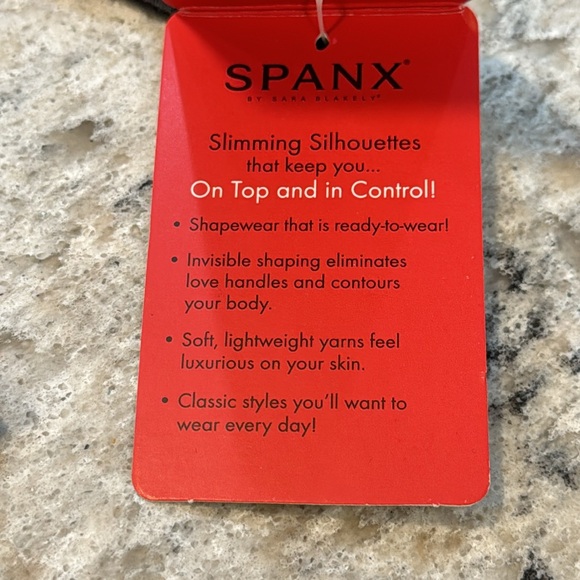 SPANX®
BY SARA BLAKELY®
Slimming Silhouettes
that keep you...
On Top and in Control!
• Shapewear that is ready-to-wear!
• Invisible shaping eliminates
love handles and contours
your body.
• Soft, lightweight yarns feel
luxurious on your skin.
• Classic styles you'll want to
wear every day!